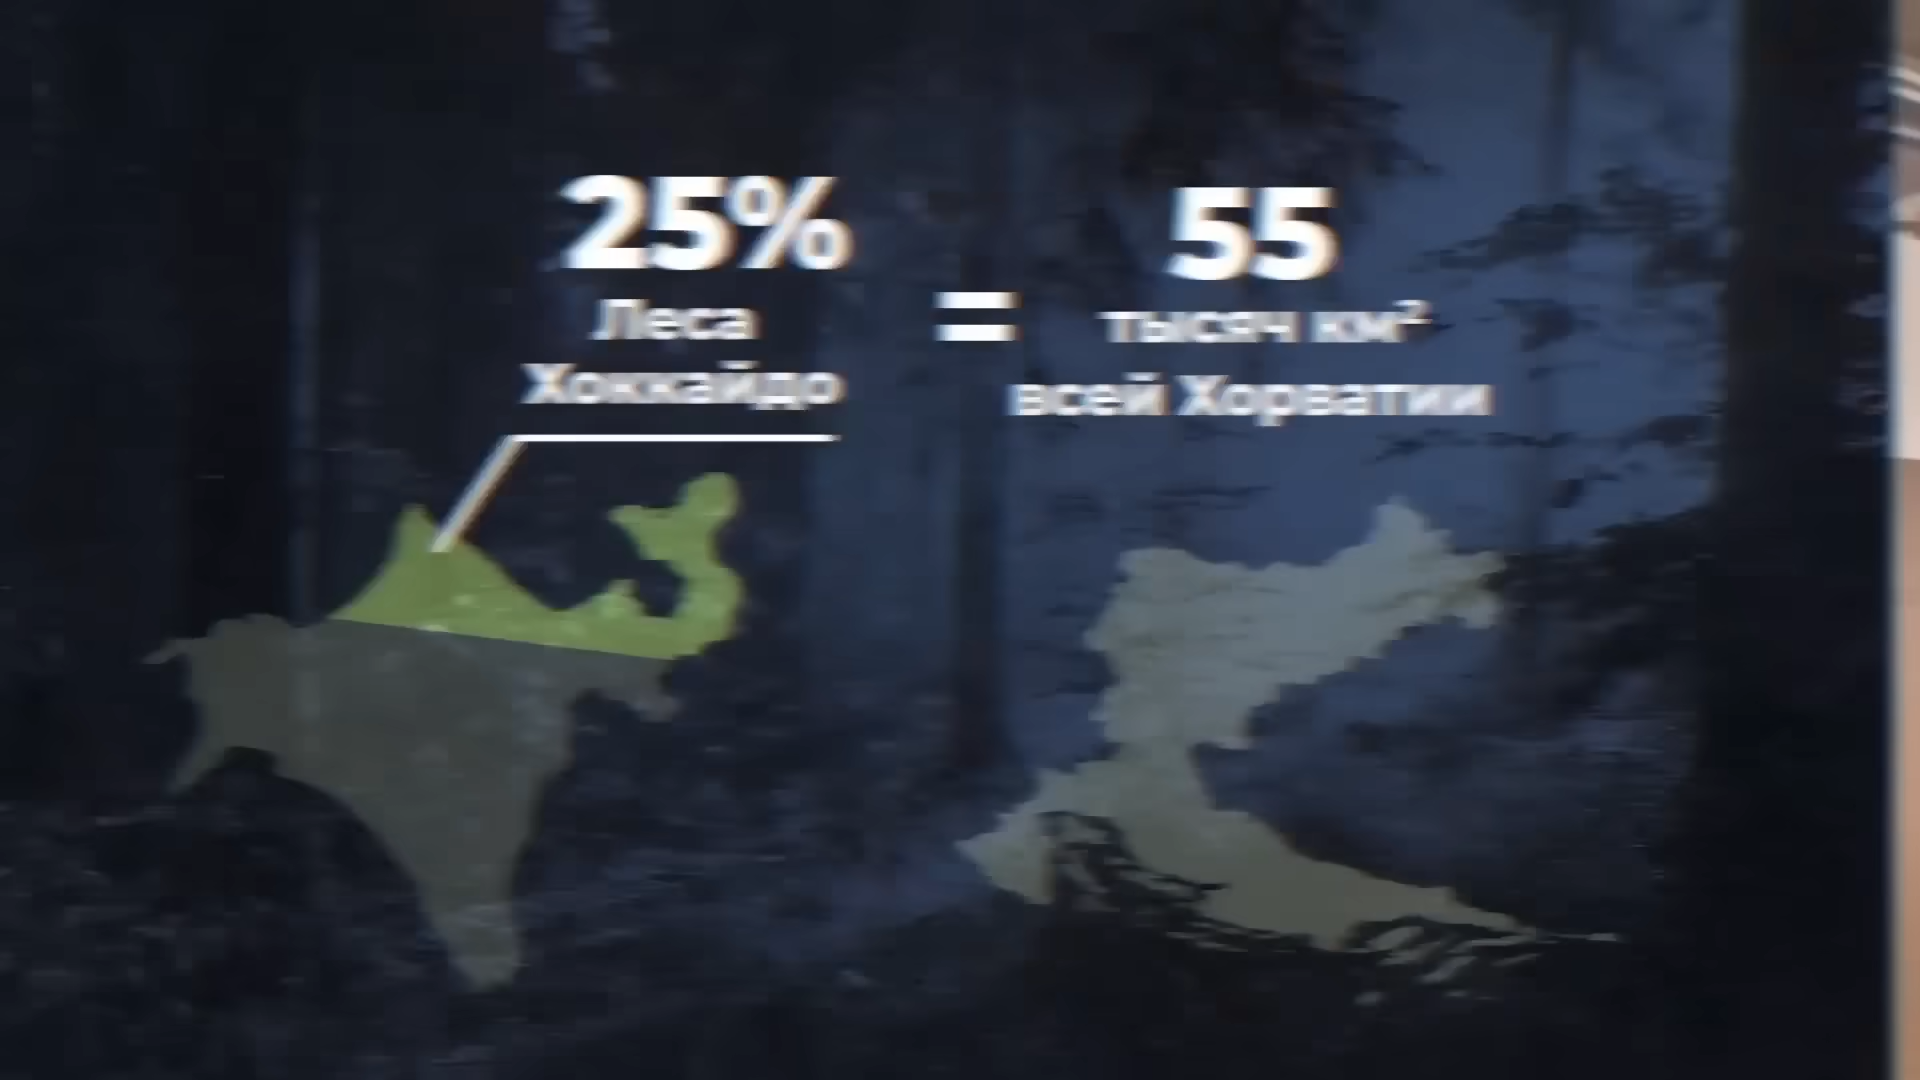 25%
Леса
Хоккайдо
=
55
тысяч км²
всей Хорватии